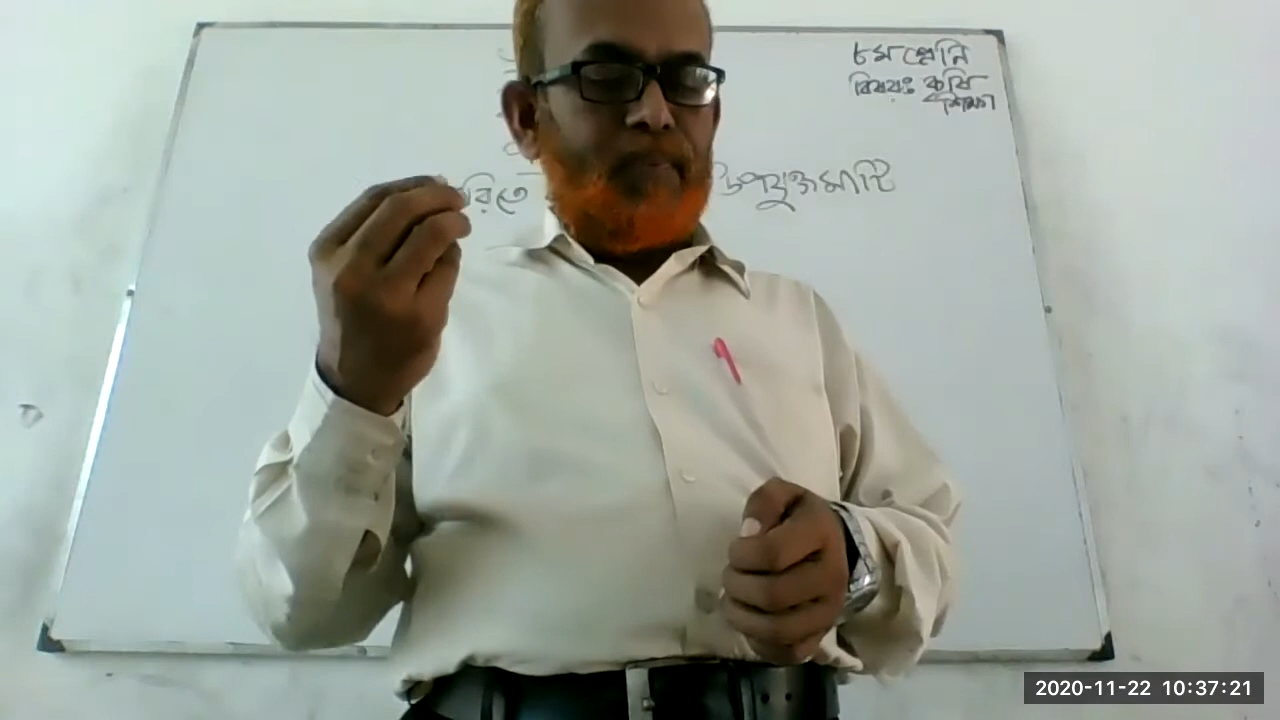 ৮ম শ্রেনি
বিষয়ঃ কৃষি
শিক্ষা
রিতে উপযুক্ত মাটি
2020-11-22 10:37:21